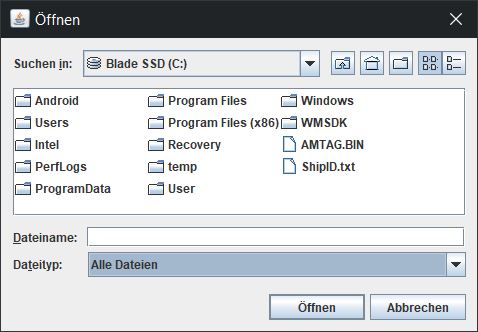 Öffnen
Suchen in: Blade SSD (C:)
Android Program Files Windows
Users Program Files (x86) WMSDK
Intel Recovery AMTAG.BIN
PerfLogs temp ShipID.txt
ProgramData User
Dateiname:
Dateityp: Alle Dateien
Öffnen Abbrechen